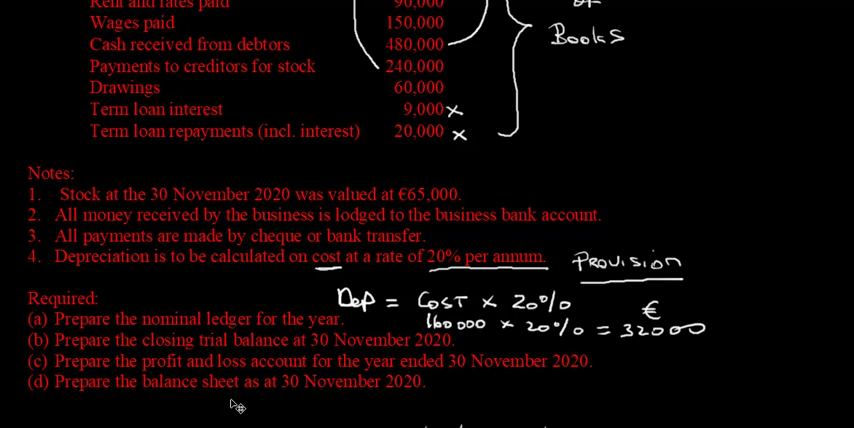 Rent and rates paid 90,000 of
Wages paid 150,000 Books
Cash received from debtors 480,000
Payments to creditors for stock 240,000
Drawings 60,000
Term loan interest 9,000 x
Term loan repayments (incl. interest) 20,000 x
Notes:
1. Stock at the 30 November 2020 was valued at €65,000.
2. All money received by the business is lodged to the business bank account.
3. All payments are made by cheque or bank transfer.
4. Depreciation is to be calculated on cost at a rate of 20% per annum. PROVISION
Required: Dep = COST x 20% €
(a) Prepare the nominal ledger for the year. 160 000 x 20% = 32000
(b) Prepare the closing trial balance at 30 November 2020.
(c) Prepare the profit and loss account for the year ended 30 November 2020.
(d) Prepare the balance sheet as at 30 November 2020.